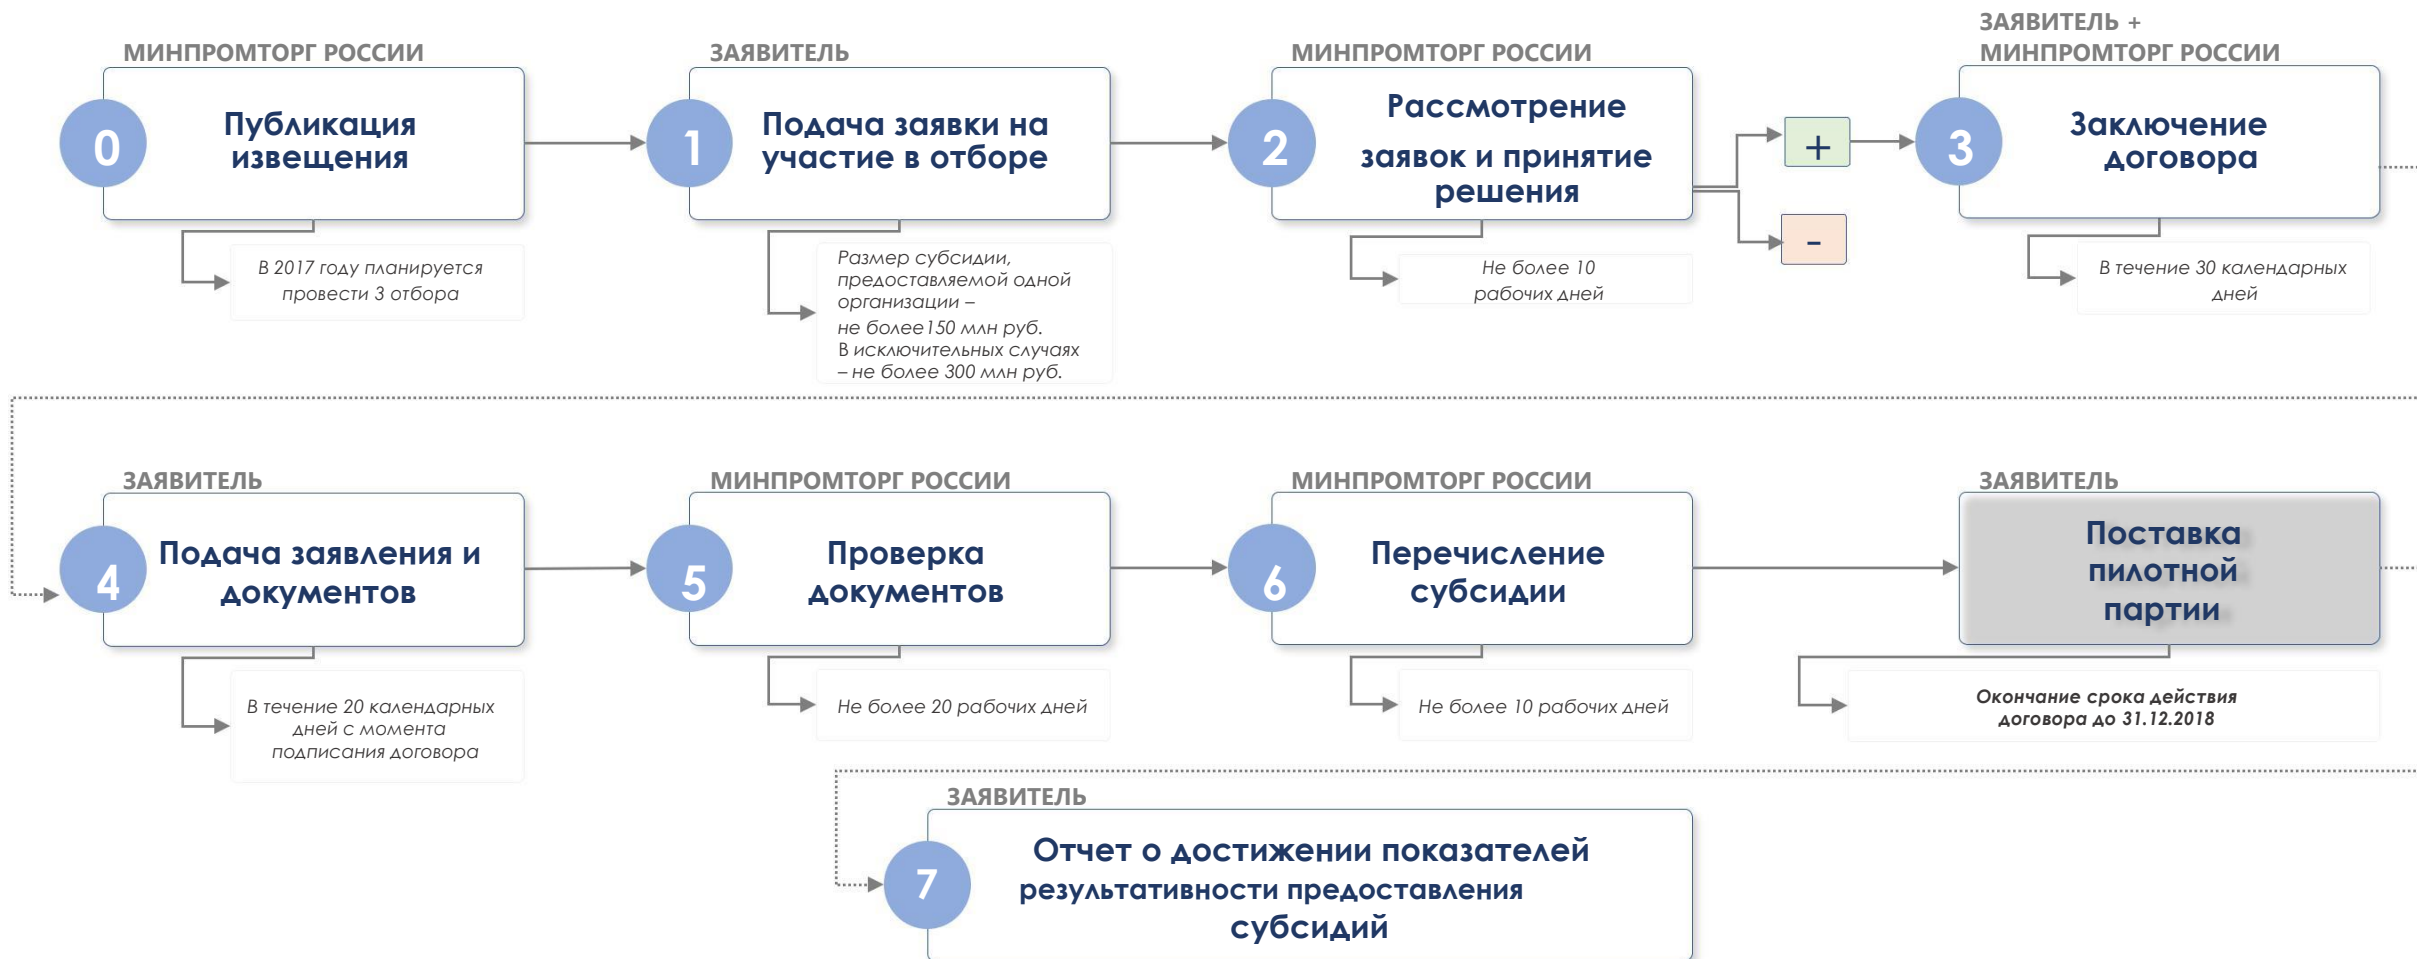 МИНПРОМТОРГ РОССИИ
0
Публикация
извещения
В 2017 году планируется
провести 3 отбора
ЗАЯВИТЕЛЬ
1
Подача заявки на
участие в отборе
Размер субсидии,
предоставляемой одной
организации –
не более150 млн руб.
В исключительных случаях
– не более 300 млн руб.
МИНПРОМТОРГ РОССИИ
2
Рассмотрение
заявок и принятие
решения
Не более 10
рабочих дней
+
-
ЗАЯВИТЕЛЬ +
МИНПРОМТОРГ РОССИИ
3
Заключение
договора
В течение 30 календарных
дней
ЗАЯВИТЕЛЬ
4
Подача заявления и
документов
В течение 20 календарных
дней с момента
подписания договора
МИНПРОМТОРГ РОССИИ
5
Проверка
документов
Не более 20 рабочих дней
МИНПРОМТОРГ РОССИИ
6
Перечисление
субсидии
Не более 10 рабочих дней
ЗАЯВИТЕЛЬ
Поставка
пилотной
партии
Окончание срока действия
договора до 31.12.2018
ЗАЯВИТЕЛЬ
7
Отчет о достижении показателей
результативности предоставления
субсидий